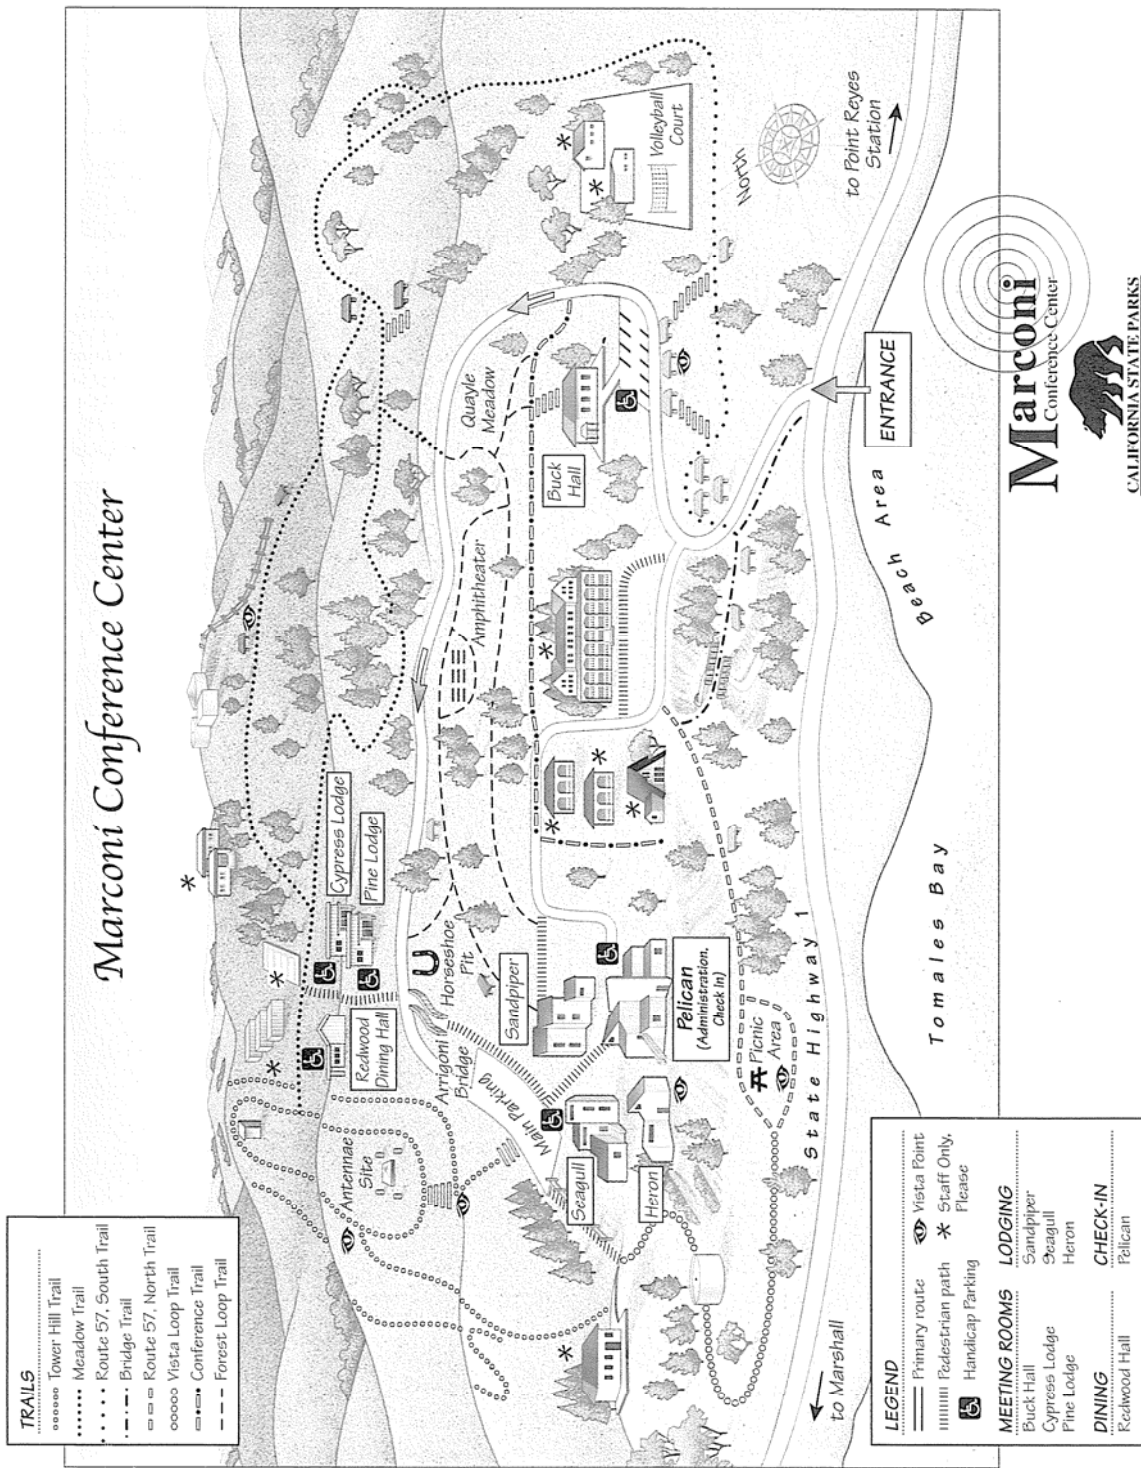 Marconi Conference Center
TRAILS
Tower Hill Trail
Meadow Trail
Route 57, South Trail
Bridge Trail
Route 57, North Trail
Vista Loop Trail
Conference Trail
Forest Loop Trail
Antennae
Site
Redwood
Dining Hall
Cypress Lodge
Pine Lodge
Arrigoni
Bridge
Horseshoe
Pit
Main Parking
Amphitheater
Quayle
Meadow
Volleyball
Court
North
Seagull
Heron
Sandpiper
Pelican
(Administration,
Check In)
Buck
Hall
Picnic
Area
to Point Reyes
Station
ENTRANCE
to Marshall
State Highway 1
Beach Area
Tomales Bay
LEGEND
Primary route
Pedestrian path
Handicap Parking
Vista Point
Staff Only,
Please
MEETING ROOMS
Buck Hall
Cypress Lodge
Pine Lodge
LODGING
Sandpiper
Seagull
Heron
DINING
Redwood Hall
CHECK-IN
Pelican
Marconi
Conference Center
CALIFORNIA STATE PARKS